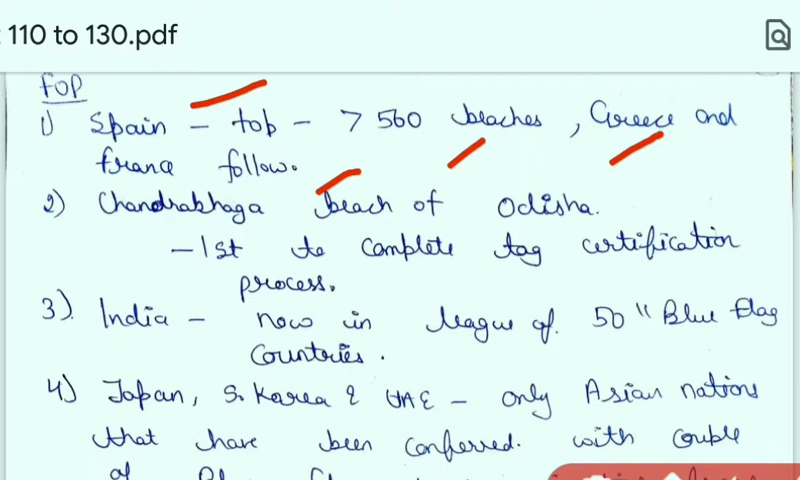 110 to 130.pdf
FOP
1) Spain - top - > 560 beaches, Greece and
france follow.
2) Chandrabhaga beach of Odisha.
- 1st to complete tag certification
process.
3). India - now in league of. 50 "Blue flag
Countries.
4) Japan, S. Korea & UAE - only Asian nations
that have been conferred. with couple
of